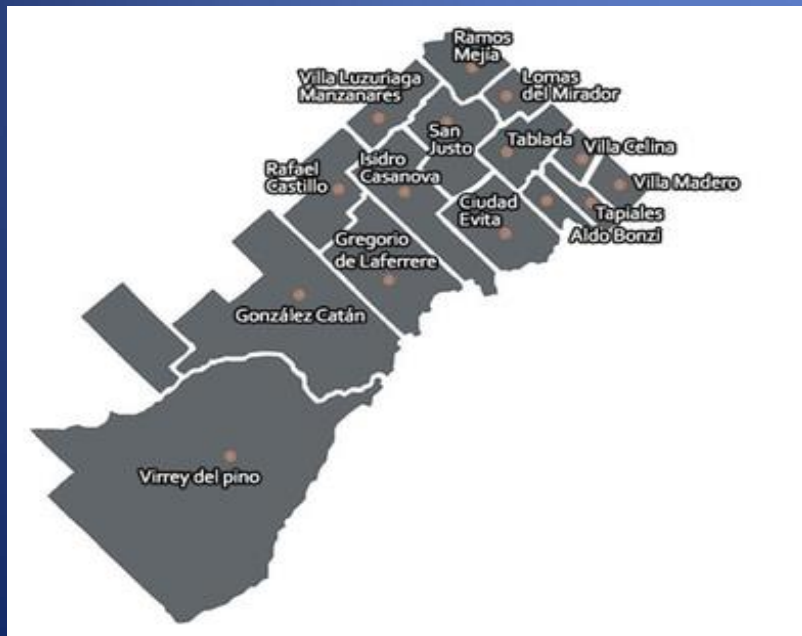 Ramos
Mejía
Villa Luzuriaga
Manzanares
Lomas
del Mirador
San
Justo
Tablada
Villa Celina
Rafael
Castillo
Isidro
Casanova
Villa Madero
Ciudad
Evita
Tapiales
Aldo Bonzi
Gregorio
de Laferrere
González Catán
Virrey del pino